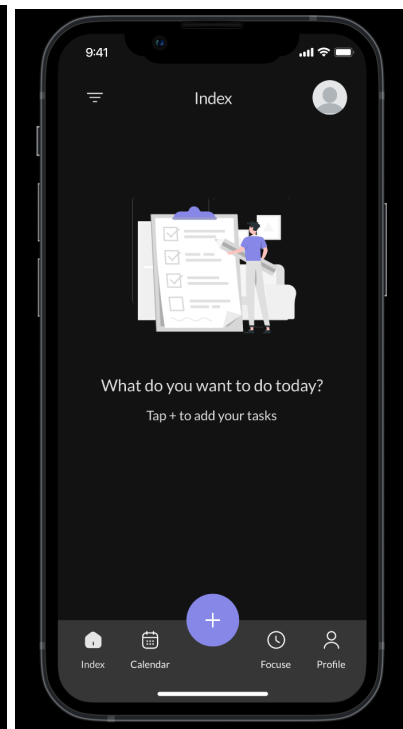 9:41
Index
What do you want to do today?
Tap + to add your tasks
Index Calendar Focuse Profile